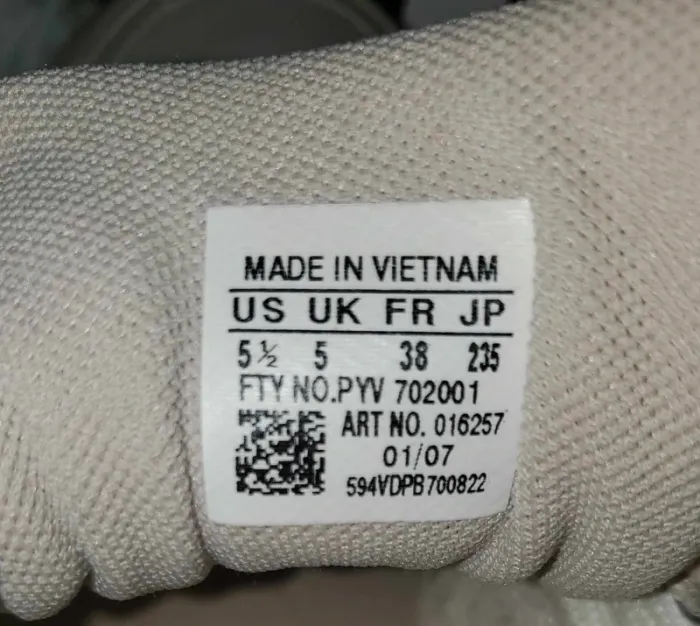 MADE IN VIETNAM
US UK FR JP
5½ 5 38 235
FTY NO.PYV 702001
ART NO. 016257
01/07
594VDPB700822